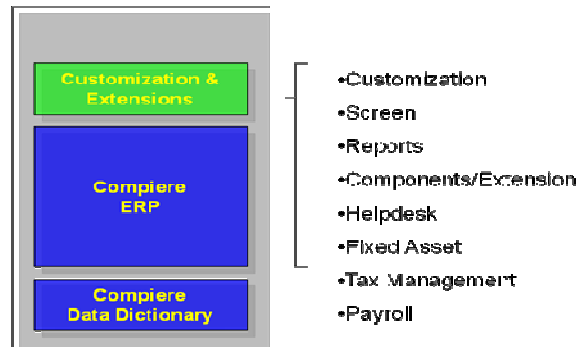 Customization &
Extensions
Compiere
ERP
Compiere
Data Dictionary
•Customization
•Screen
•Reports
•Components/Extension
•Helpdesk
•Fixed Asset
•Tax Management
•Payroll